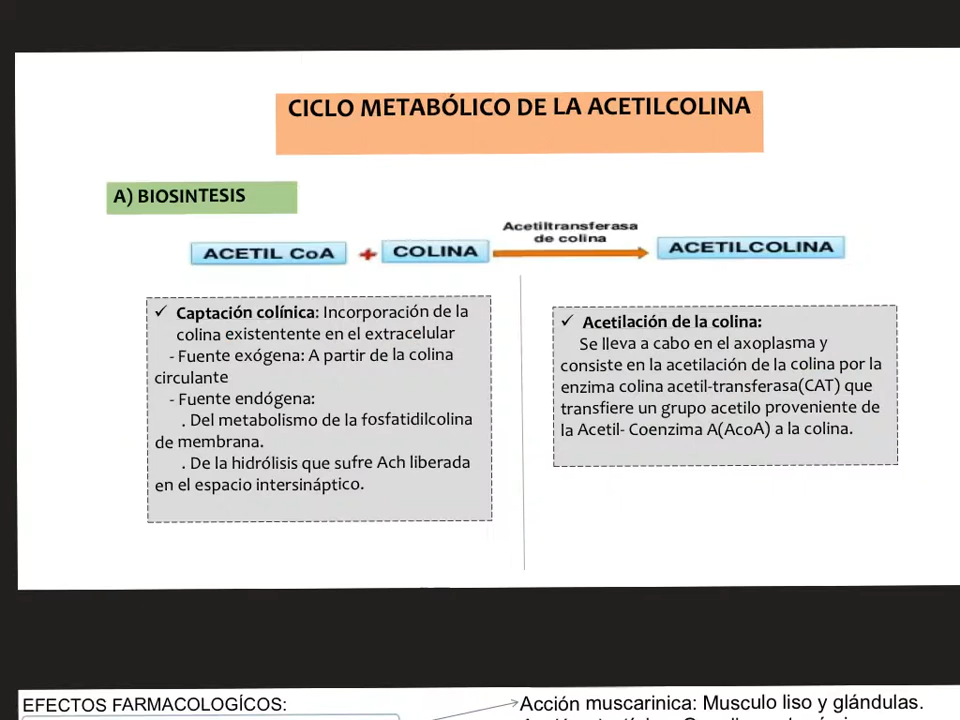 CICLO METABÓLICO DE LA ACETILCOLINA
A) BIOSINTESIS
Acetiltransferasa
de colina
ACETIL CoA + COLINA
ACETILCOLINA
✓ Captación colínica: Incorporación de la
colina existentente en el extracelular
- Fuente exógena: A partir de la colina
circulante
- Fuente endógena:
. Del metabolismo de la fosfatidilcolina
de membrana.
. De la hidrólisis que sufre Ach liberada
en el espacio intersináptico.
✓ Acetilación de la colina:
Se lleva a cabo en el axoplasma y
consiste en la acetilación de la colina por la
enzima colina acetil-transferasa(CAT) que
transfiere un grupo acetilo proveniente de
la Acetil- Coenzima A(AcoA) a la colina.
EFECTOS FARMACOLOGÍCOS:
Acción muscarinica: Musculo liso y glándulas.